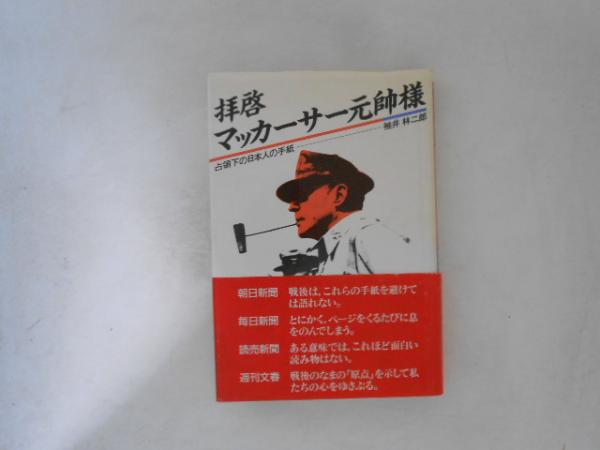 拝啓
マッカーサー元帥様
占領下の日本人の手紙
袖井 林二郎
朝日新聞 戦後は、これらの手紙を避けて
は語れない。
毎日新聞 とにかく、ページをくるたびに息
をのんでしまう。
読売新聞 ある意味では、これほど面白い
読み物はない。
週刊文春 戦後のなまの「原点」を示して私
たちの心をゆさぶる。